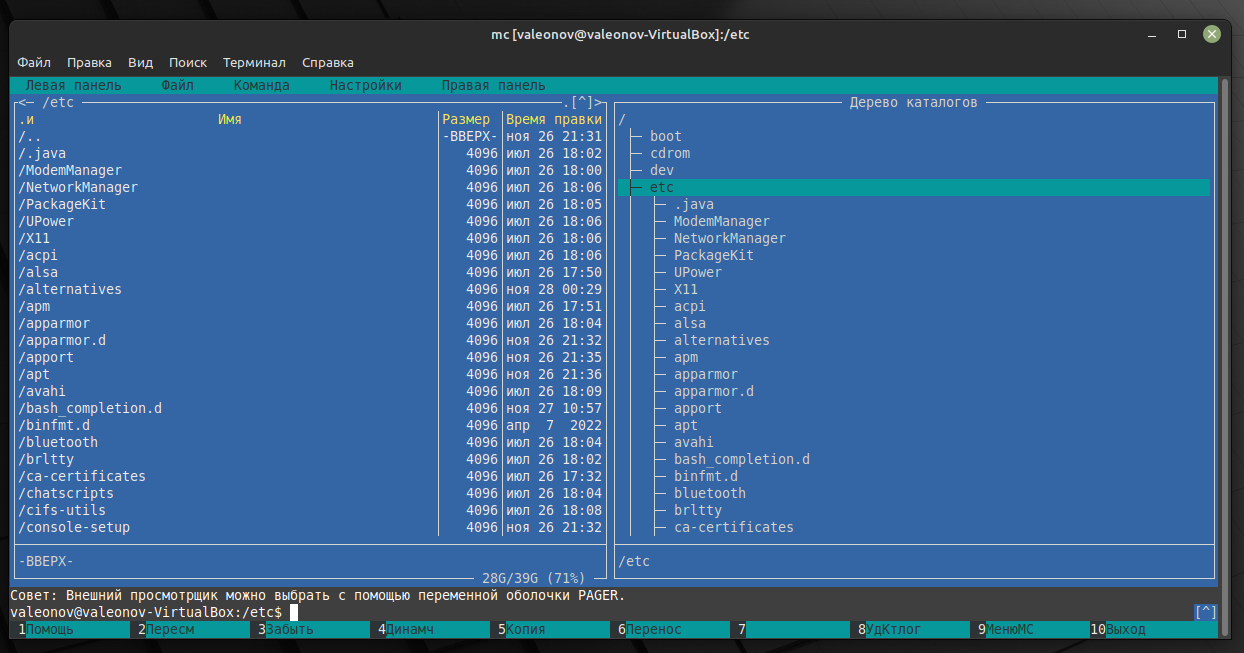 mc [valeonov@valeonov-VirtualBox]:/etc
Файл Правка Вид Поиск Терминал Справка
Левая панель Файл Команда Настройки Правая панель
<─ /etc .[^]> Дерево каталогов
.и Имя Размер Время правки /
/.. -ВВЕРХ- ноя 26 21:31 boot
/.java 4096 июл 26 18:02 cdrom
/ModemManager 4096 июл 26 18:00 dev
/NetworkManager 4096 июл 26 18:06 etc
/PackageKit 4096 июл 26 18:05 .java
/UPower 4096 июл 26 18:06 ModemManager
/X11 4096 июл 26 18:06 NetworkManager
/acpi 4096 июл 26 18:06 PackageKit
/alsa 4096 июл 26 17:50 UPower
/alternatives 4096 ноя 28 00:29 X11
/apm 4096 июл 26 17:51 acpi
/apparmor 4096 июл 26 18:04 alsa
/apparmor.d 4096 ноя 26 21:32 alternatives
/apport 4096 ноя 26 21:35 apm
/apt 4096 ноя 26 21:36 apparmor
/avahi 4096 июл 26 18:09 apparmor.d
/bash_completion.d 4096 ноя 27 10:57 apport
/binfmt.d 4096 апр 7 2022 apt
/bluetooth 4096 июл 26 18:04 avahi
/brltty 4096 июл 26 18:02 bash_completion.d
/ca-certificates 4096 июл 26 17:32 binfmt.d
/chatscripts 4096 июл 26 18:04 bluetooth
/cifs-utils 4096 июл 26 18:08 brltty
/console-setup 4096 ноя 26 21:32 ca-certificates
-ВВЕРХ- /etc
28G/39G (71%)
Совет: Внешний просмотрщик можно выбрать с помощью переменной оболочки PAGER.
valeonov@valeonov-VirtualBox:/etc$ [^]
1Помощь 2Пересм 3Забыть 4Динамч 5Копия 6Перенос 7 8УдКтлог 9МенюMC 10Выход